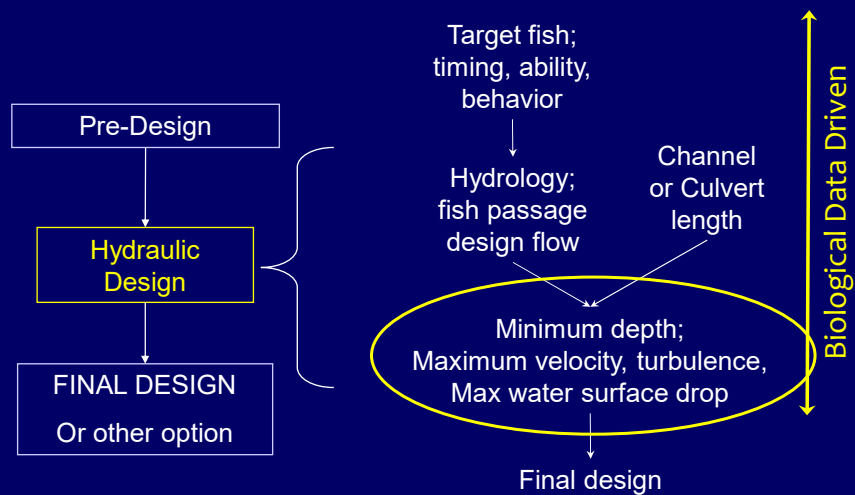 Pre-Design
Hydraulic
Design
FINAL DESIGN
Or other option
Target fish;
timing, ability,
behavior
Hydrology;
fish passage
design flow
Channel
or Culvert
length
Minimum depth;
Maximum velocity, turbulence,
Max water surface drop
Final design
Biological Data Driven